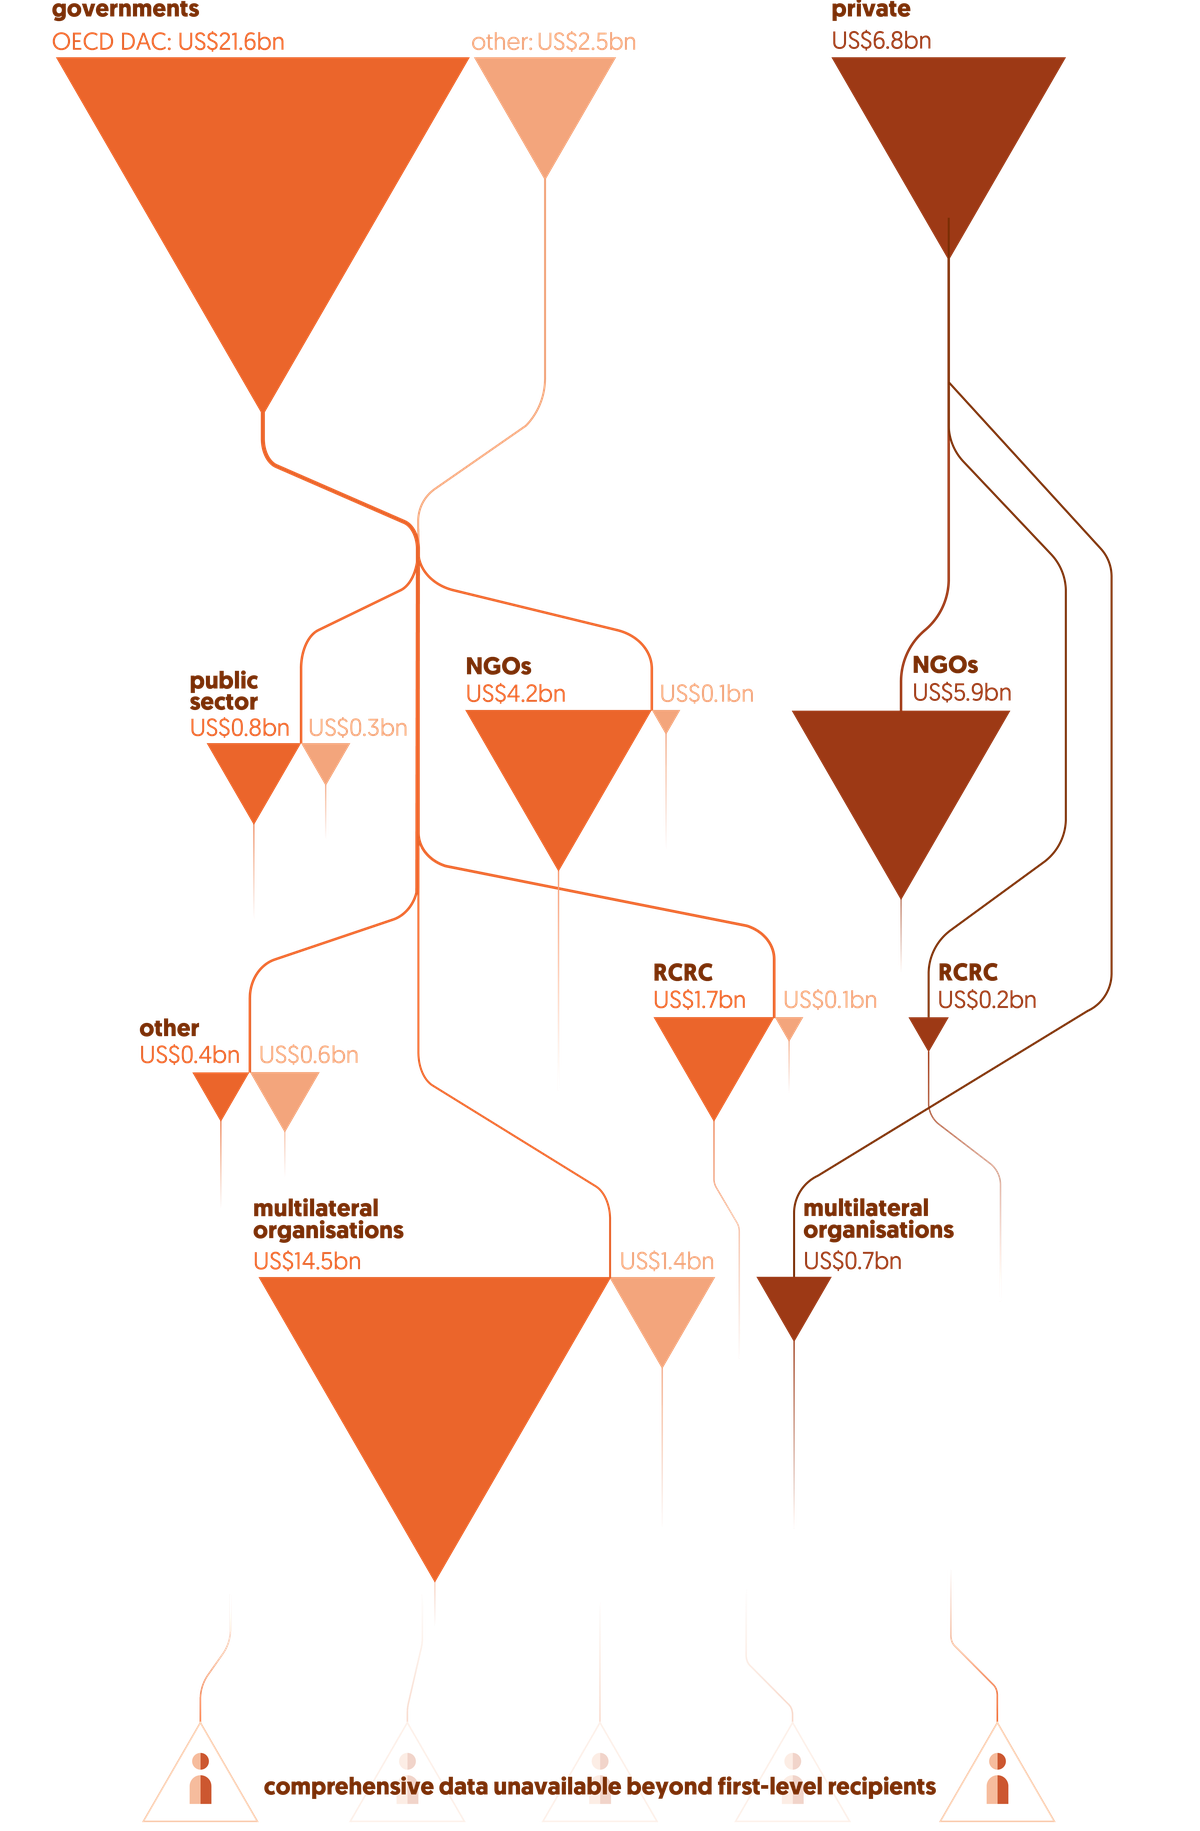 governments
OECD DAC: US$21.6bn
other: US$2.5bn
private
US$6.8bn
public
sector
US$0.8bn
US$0.3bn
NGOs
US$4.2bn
US$0.1bn
NGOs
US$5.9bn
other
US$0.4bn
US$0.6bn
RCRC
US$1.7bn
US$0.1bn
RCRC
US$0.2bn
multilateral
organisations
US$14.5bn
US$1.4bn
multilateral
organisations
US$0.7bn
comprehensive data unavailable beyond first-level recipients